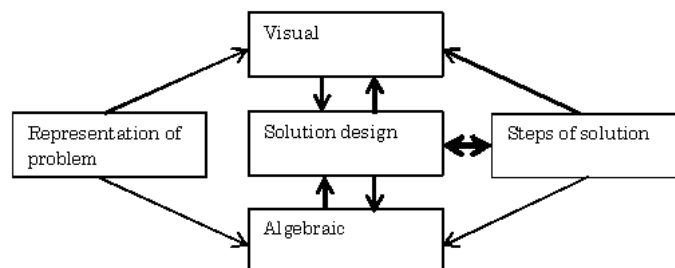 Visual
Representation of
problem
Solution design
Steps of solution
Algebraic